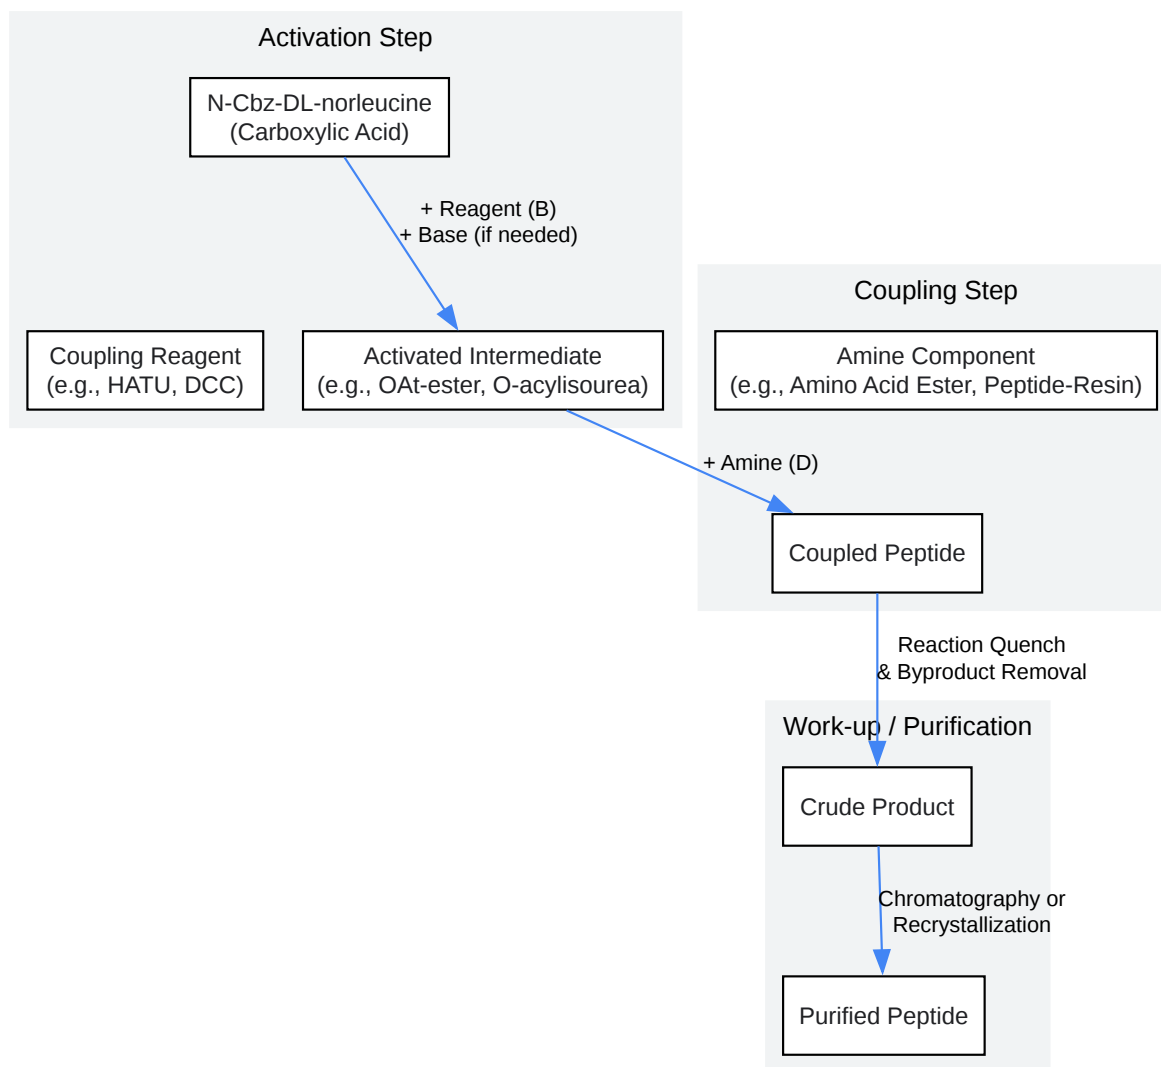 Activation Step
N-Cbz-DL-norleucine
(Carboxylic Acid)
+ Reagent (B)
+ Base (if needed)
Coupling Reagent
(e.g., HATU, DCC)
Activated Intermediate
(e.g., OAt-ester, O-acylisourea)
Coupling Step
Amine Component
(e.g., Amino Acid Ester, Peptide-Resin)
+ Amine (D)
Coupled Peptide
Reaction Quench
& Byproduct Removal
Work-up / Purification
Crude Product
Chromatography or
Recrystallization
Purified Peptide